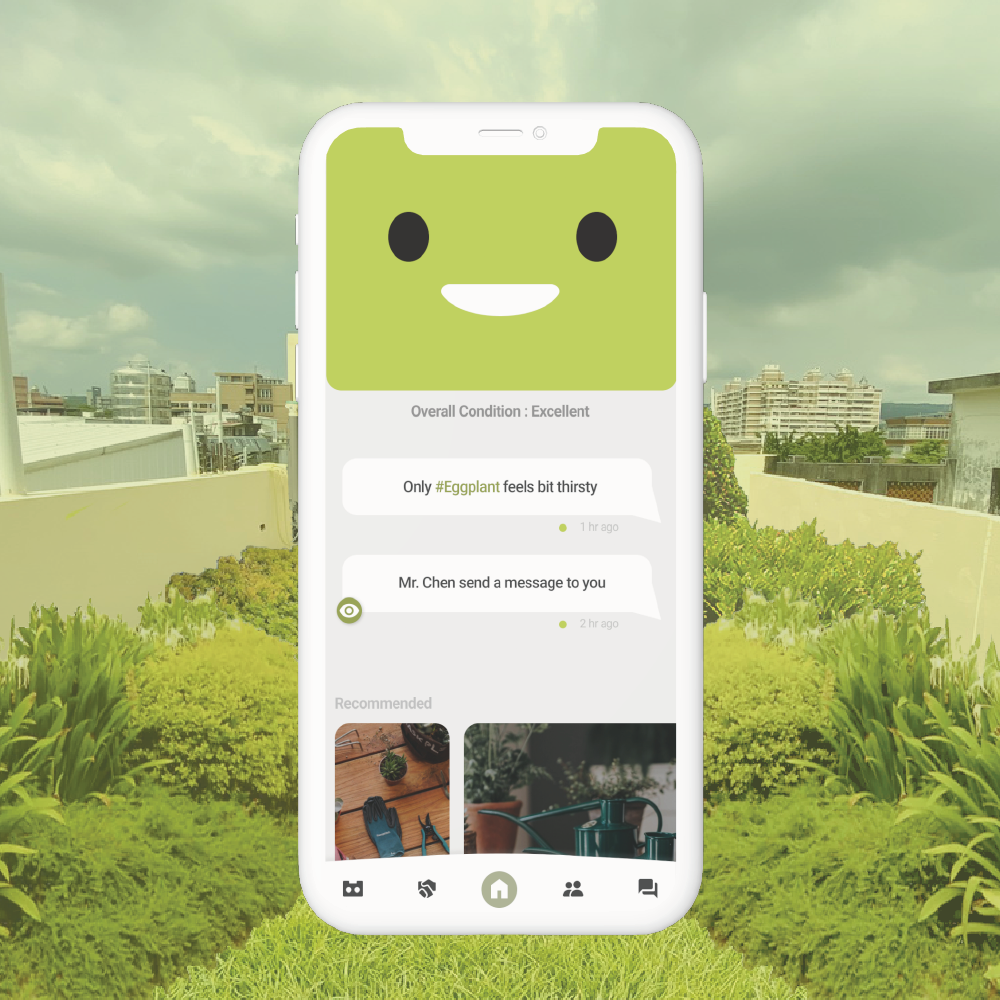 Overall Condition : Excellent
Only #Eggplant feels bit thirsty
1 hr ago
Mr. Chen send a message to you
2 hr ago
Recommended